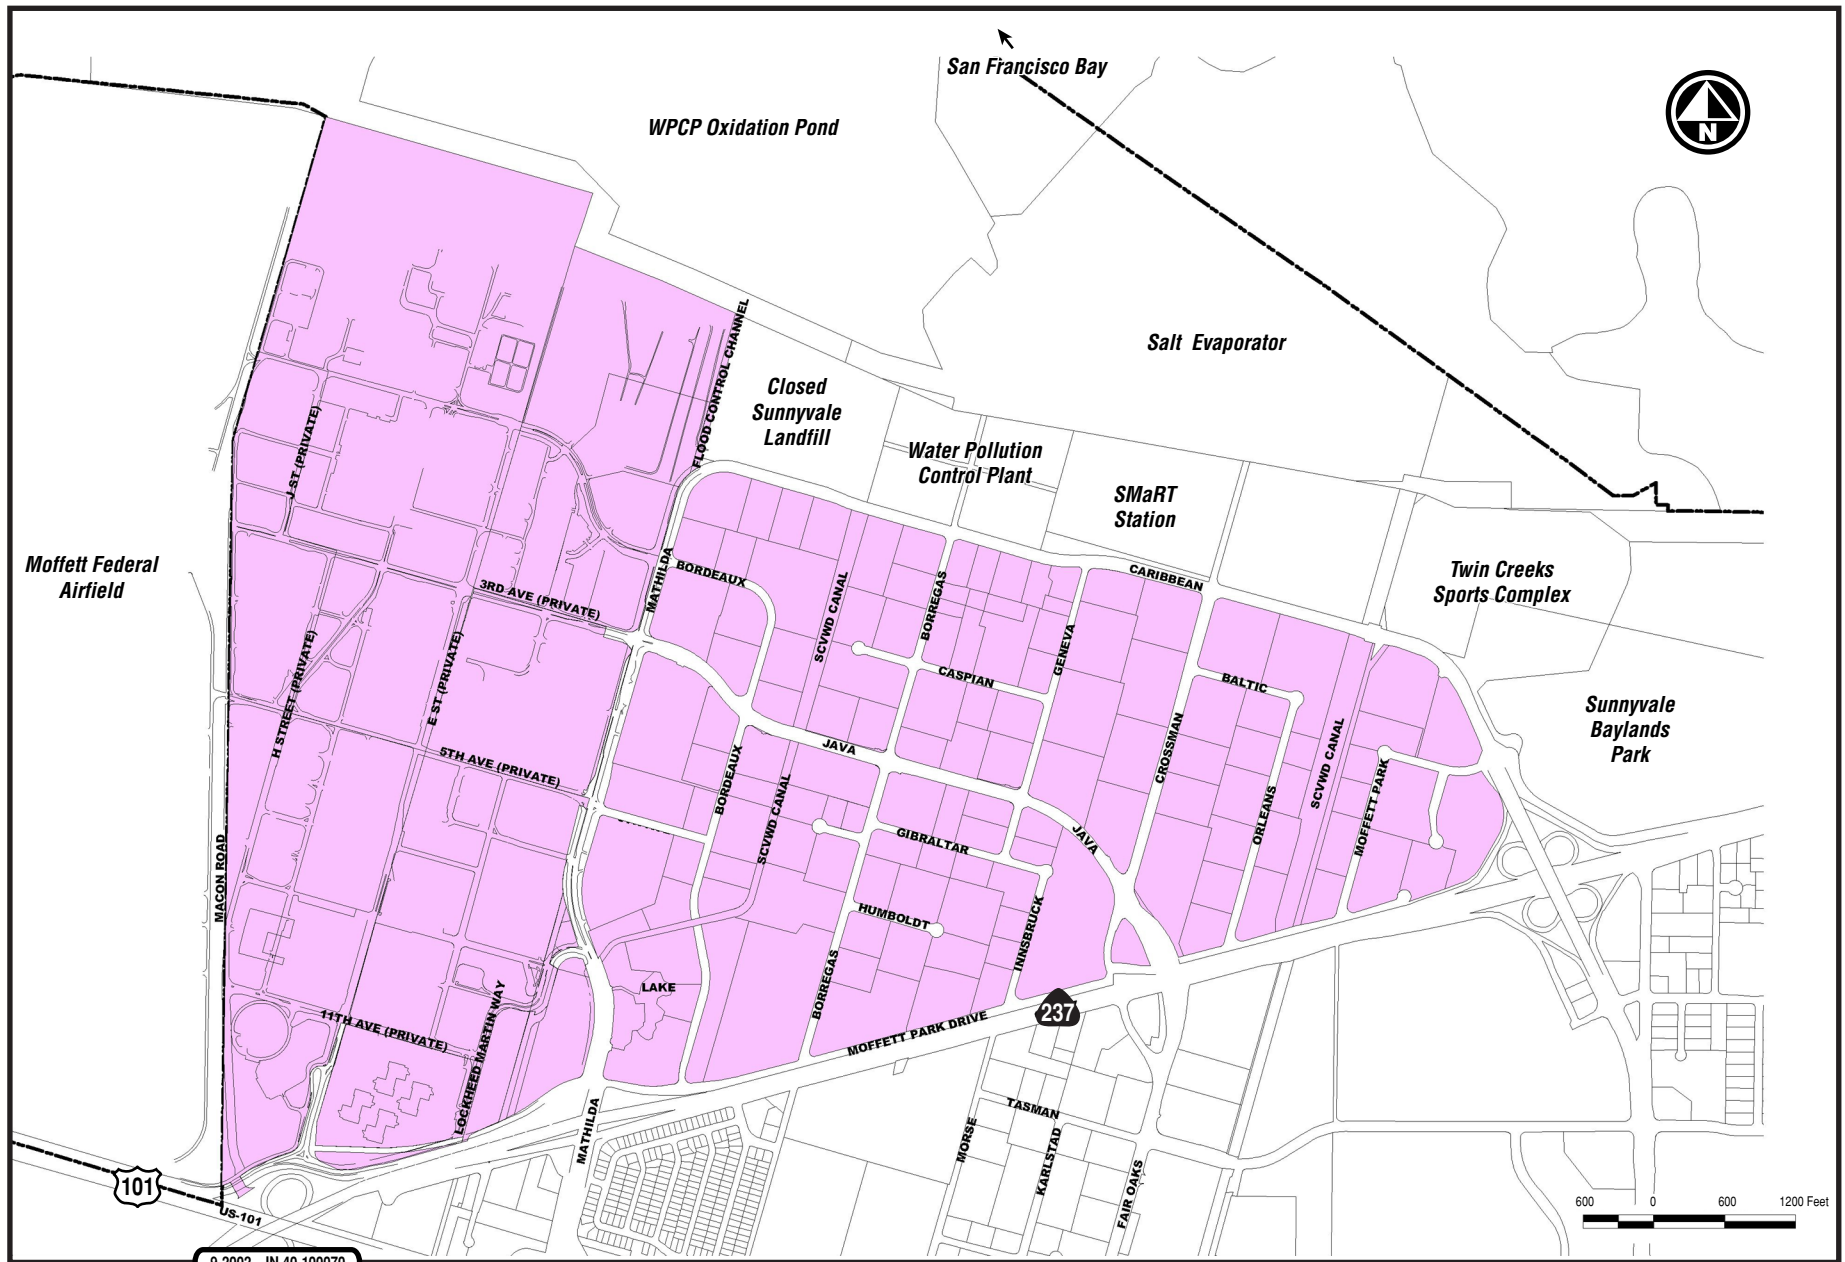 San Francisco Bay
WPCP Oxidation Pond
N
Salt Evaporator
FLOOD CONTROL CHANNEL
Closed
Sunnyvale
Landfill
Water Pollution
Control Plant
SMaRT
Station
J ST (PRIVATE)
Moffett Federal
Airfield
Twin Creeks
Sports Complex
CARIBBEAN
BORDEAUX
MATHILDA
3RD AVE (PRIVATE)
SCVWD CANAL
BORREGAS
GENEVA
CASPIAN
BALTIC
H STREET (PRIVATE)
E ST (PRIVATE)
Sunnyvale
Baylands
Park
JAVA
CROSSMAN
SCVWD CANAL
5TH AVE (PRIVATE)
BORDEAUX
SCVWD CANAL
MOFFETT PARK
ORLEANS
GIBRALTAR
JAVA
MACON ROAD
HUMBOLDT
INNSBRUCK
LAKE
BORREGAS
237
11TH AVE (PRIVATE)
LOCKHEED MARTIN WAY
MOFFETT PARK DRIVE
MATHILDA
TASMAN
MORSE
KARLSTAD
FAIR OAKS
101
US-101
600 0 600 1200 Feet